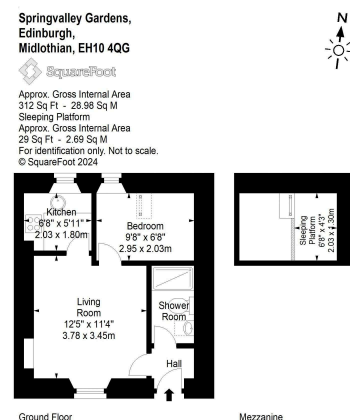 Springvalley Gardens,
Edinburgh,
Midlothian, EH10 4QG
N
SquareFoot
Approx. Gross Internal Area
312 Sq Ft - 28.98 Sq M
Sleeping Platform
Approx. Gross Internal Area
29 Sq Ft - 2.69 Sq M
For identification only. Not to scale.
© SquareFoot 2024
Kitchen
6'8" x 5'11"
2.03 x 1.80m
Bedroom
9'8" x 6'8"
2.95 x 2.03m
Sleeping
Platform
6'8" x 4'3"
2.03 x 1.30m
Living
Room
12'5" x 11'4"
3.78 x 3.45m
Shower
Room
Hall
Ground Floor
Mezzanine